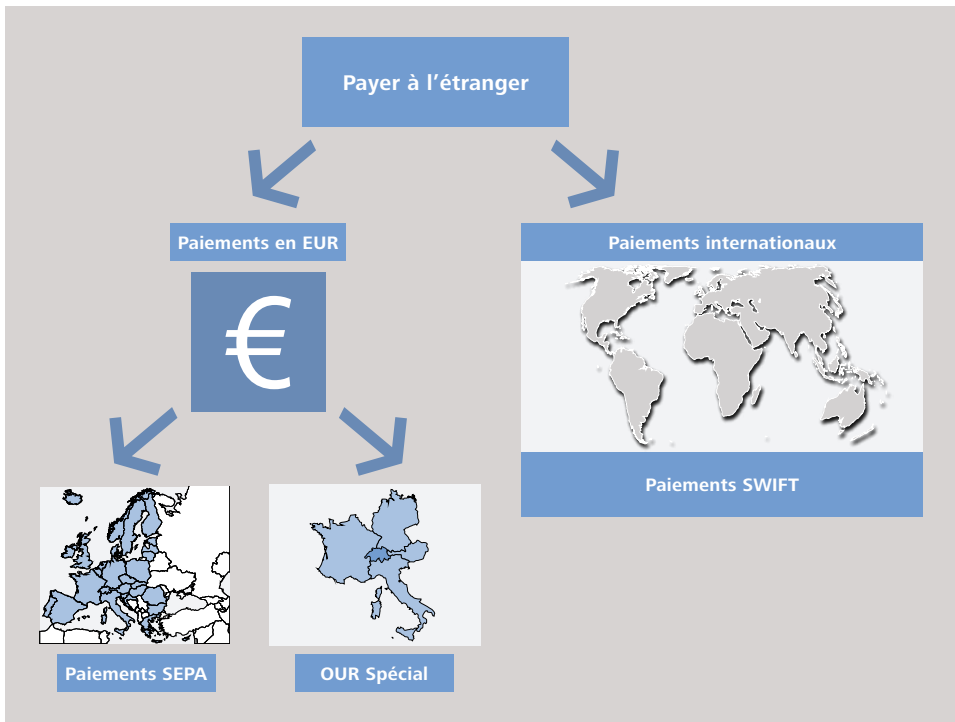 Payer à l'étranger
Paiements en EUR
€
Paiements internationaux
Paiements SWIFT
Paiements SEPA
OUR Spécial